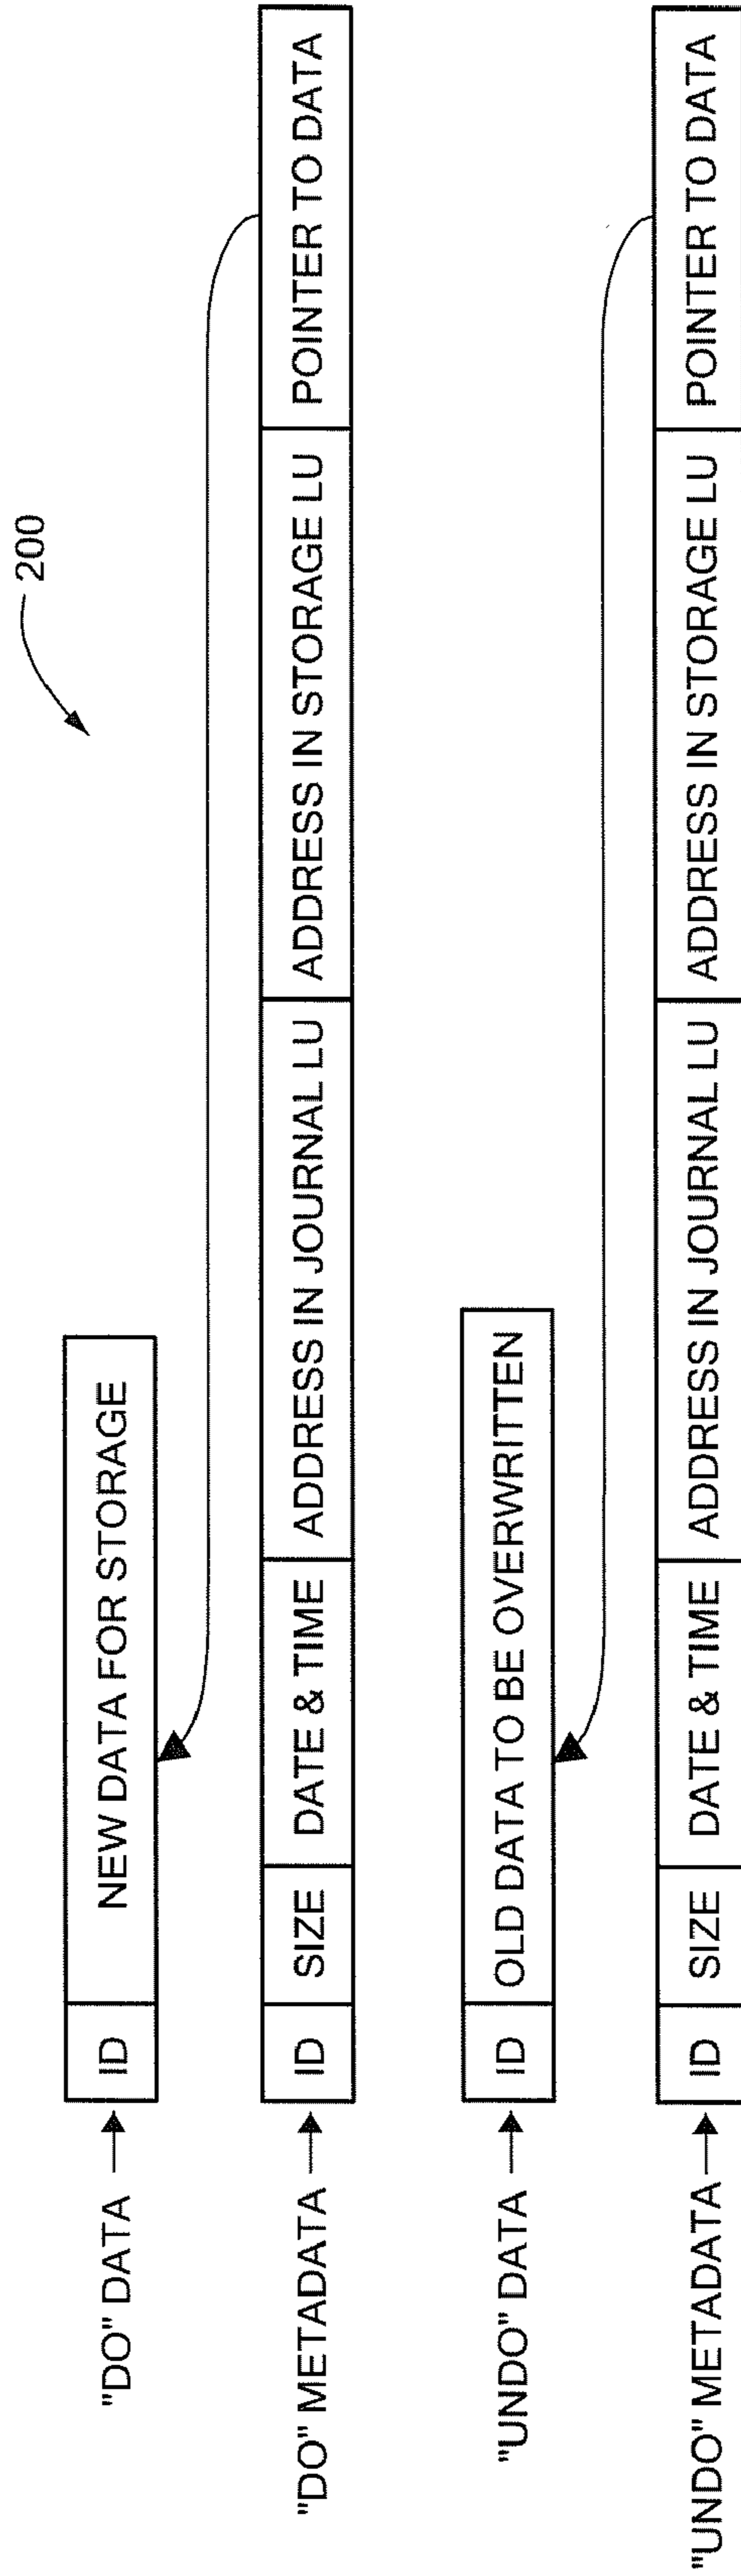 200
"DO" DATA
ID NEW DATA FOR STORAGE
"DO" METADATA
ID SIZE DATE & TIME ADDRESS IN JOURNAL LU ADDRESS IN STORAGE LU POINTER TO DATA
"UNDO" DATA
ID OLD DATA TO BE OVERWRITTEN
"UNDO" METADATA
ID SIZE DATE & TIME ADDRESS IN JOURNAL LU ADDRESS IN STORAGE LU POINTER TO DATA